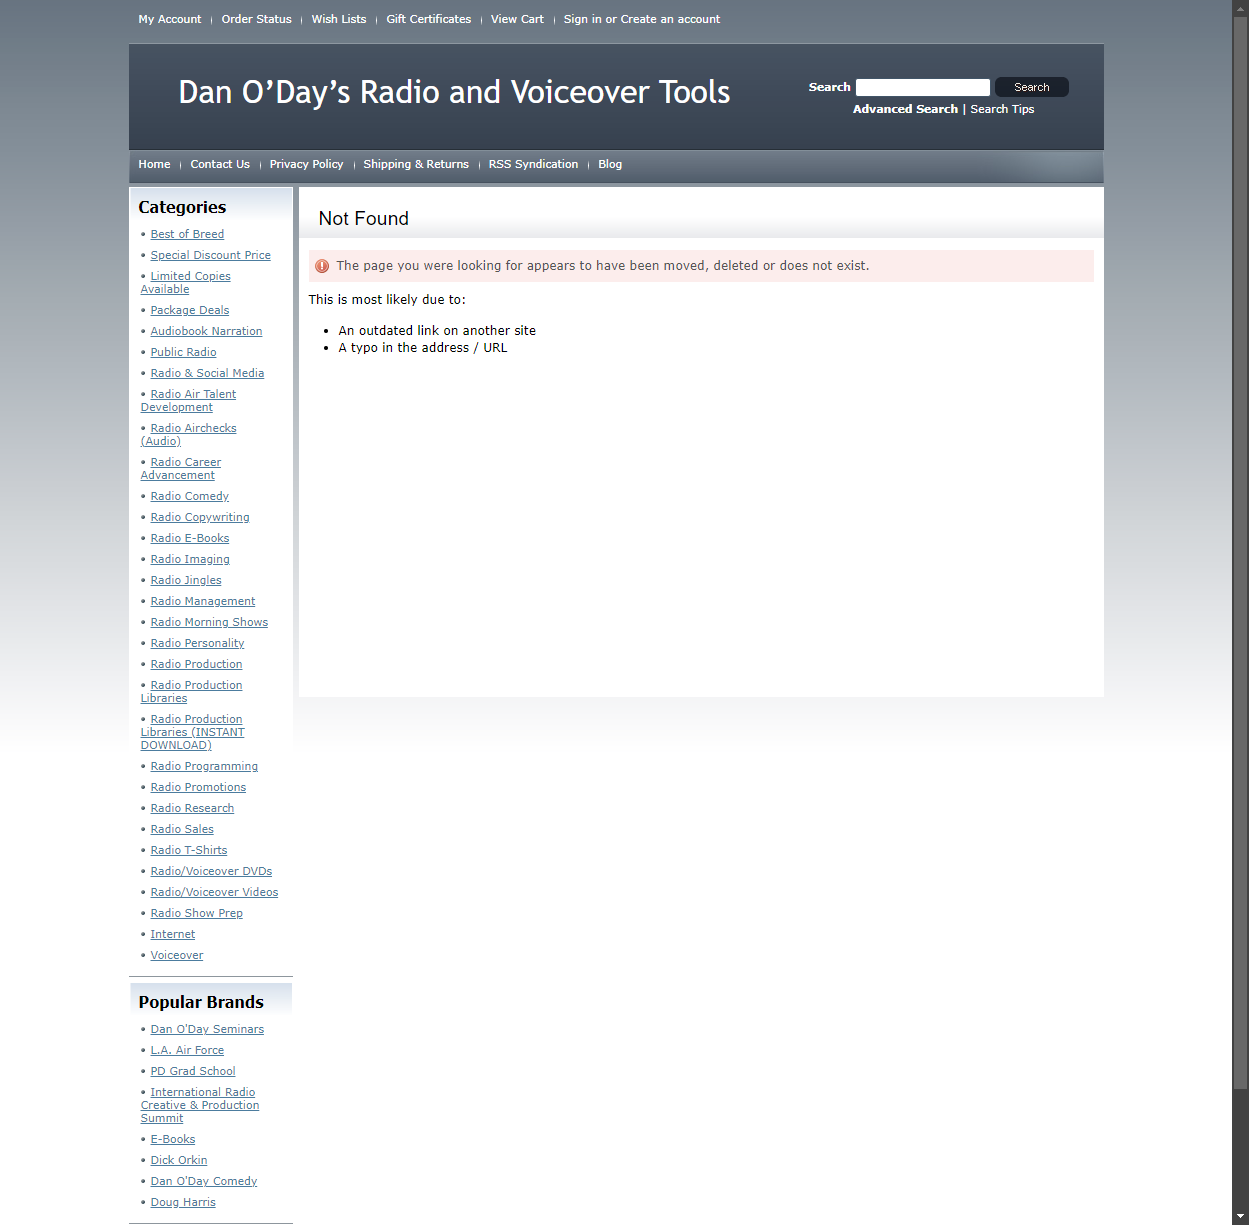 My Account
Order Status
Wish Lists
Gift Certificates
View Cart
Sign in or Create an account
Dan O’Day’s Radio and Voiceover Tools
Search
Search
Advanced Search | Search Tips
Home
Contact Us
Privacy Policy
Shipping & Returns
RSS Syndication
Blog
Categories
• Best of Breed
• Special Discount Price
• Limited Copies
Available
• Package Deals
• Audiobook Narration
• Public Radio
• Radio & Social Media
• Radio Air Talent
Development
• Radio Airchecks
(Audio)
• Radio Career
Advancement
• Radio Comedy
• Radio Copywriting
• Radio E-Books
• Radio Imaging
• Radio Jingles
• Radio Management
• Radio Morning Shows
• Radio Personality
• Radio Production
• Radio Production
Libraries
• Radio Production
Libraries (INSTANT
DOWNLOAD)
• Radio Programming
• Radio Promotions
• Radio Research
• Radio Sales
• Radio T-Shirts
• Radio/Voiceover DVDs
• Radio/Voiceover Videos
• Radio Show Prep
• Internet
• Voiceover
Popular Brands
• Dan O'Day Seminars
• L.A. Air Force
• PD Grad School
• International Radio
Creative & Production
Summit
• E-Books
• Dick Orkin
• Dan O'Day Comedy
• Doug Harris
Not Found
The page you were looking for appears to have been moved, deleted or does not exist.
This is most likely due to:
• An outdated link on another site
• A typo in the address / URL